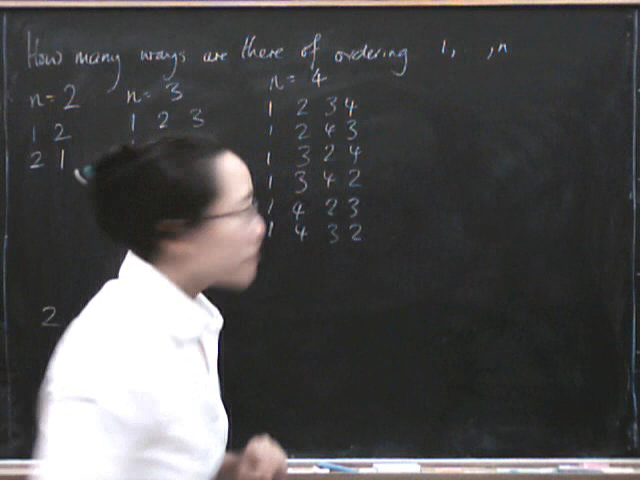 How many ways are there of ordering 1, . . , n
n = 2
1 2
2 1
2
n = 3
1 2 3
n = 4
1 2 3 4
1 2 4 3
1 3 2 4
1 3 4 2
1 4 2 3
1 4 3 2